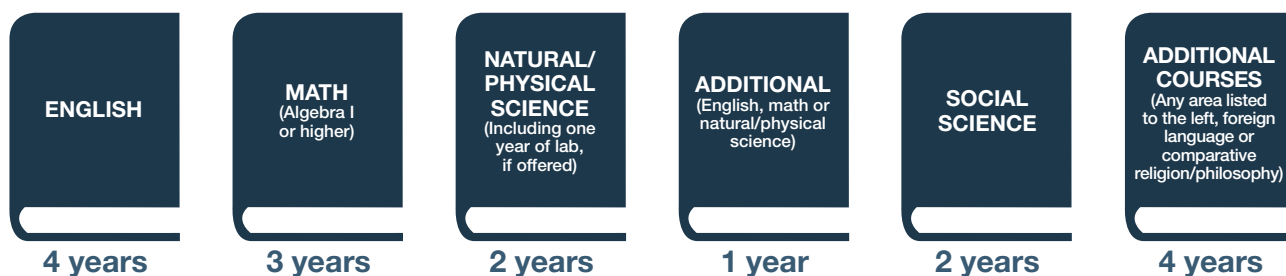 ENGLISH
4 years
MATH
(Algebra I
or higher)
3 years
NATURAL/
PHYSICAL
SCIENCE
(Including one
year of lab,
if offered)
2 years
ADDITIONAL
(English, math or
natural/physical
science)
1 year
SOCIAL
SCIENCE
2 years
ADDITIONAL
COURSES
(Any area listed
to the left, foreign
language or
comparative
religion/philosophy)
4 years